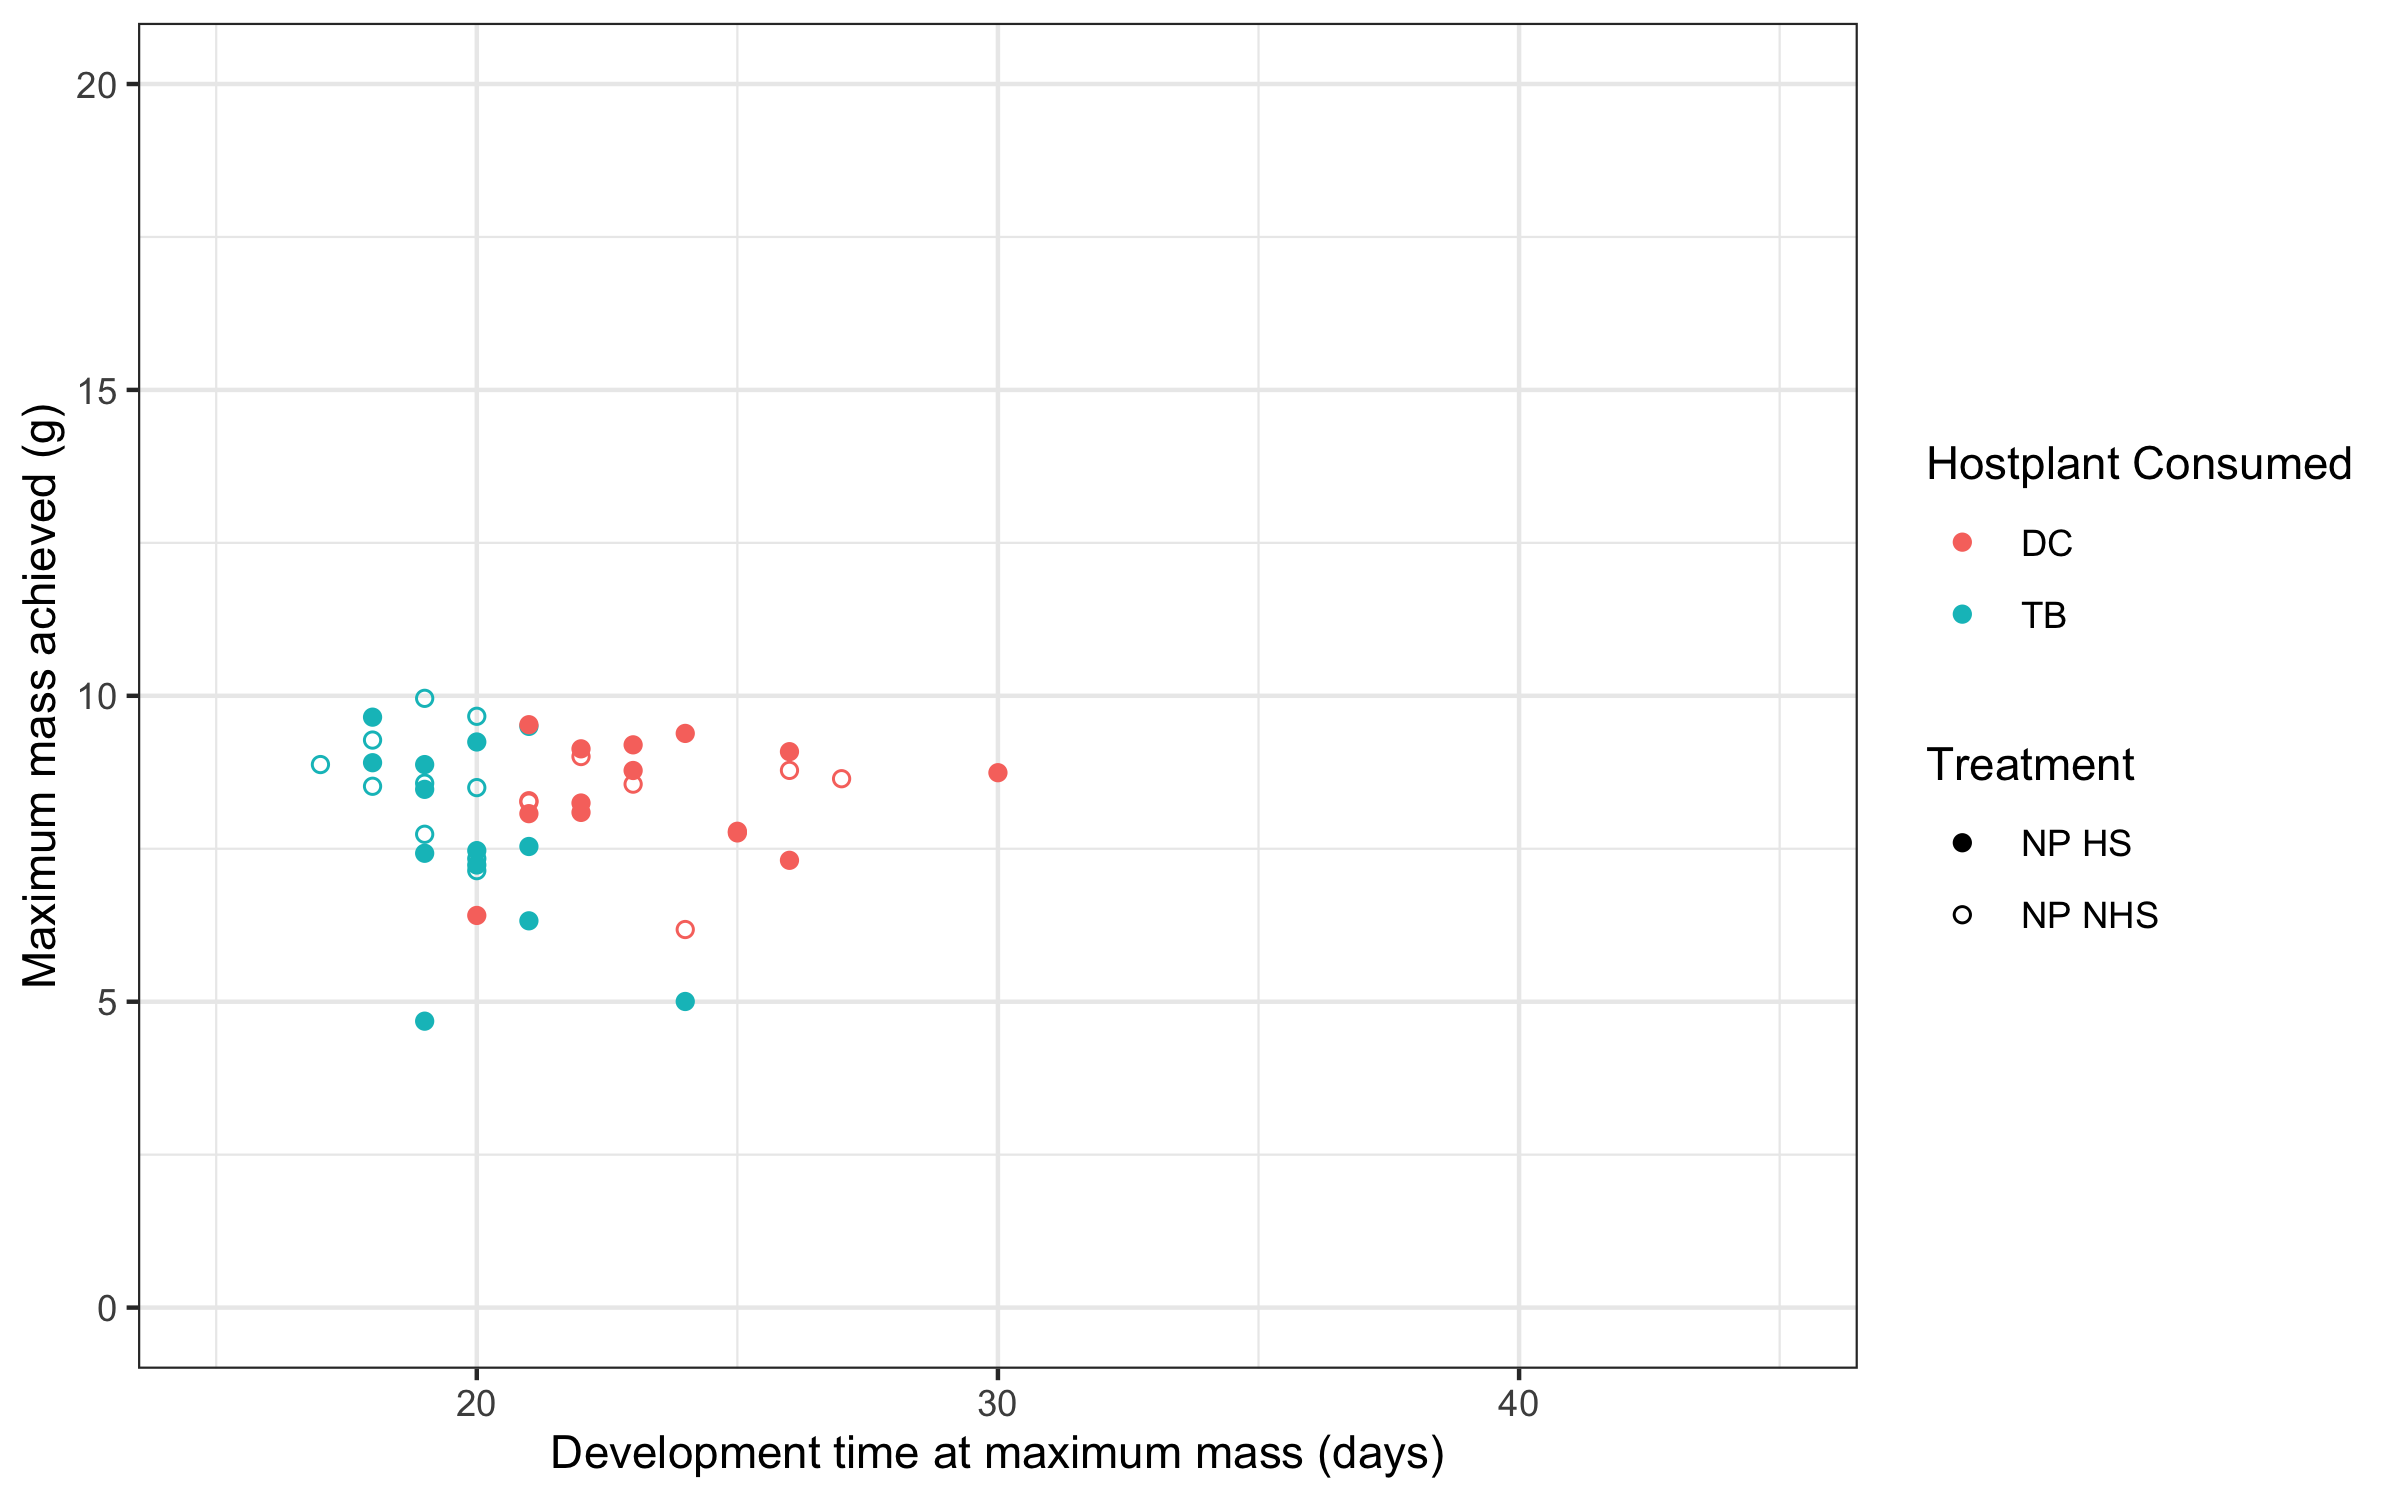 Maximum mass achieved (g)
20
15
10
5
0
20 30 40
Development time at maximum mass (days)
Hostplant Consumed
DC
TB
Treatment
NP HS
NP NHS